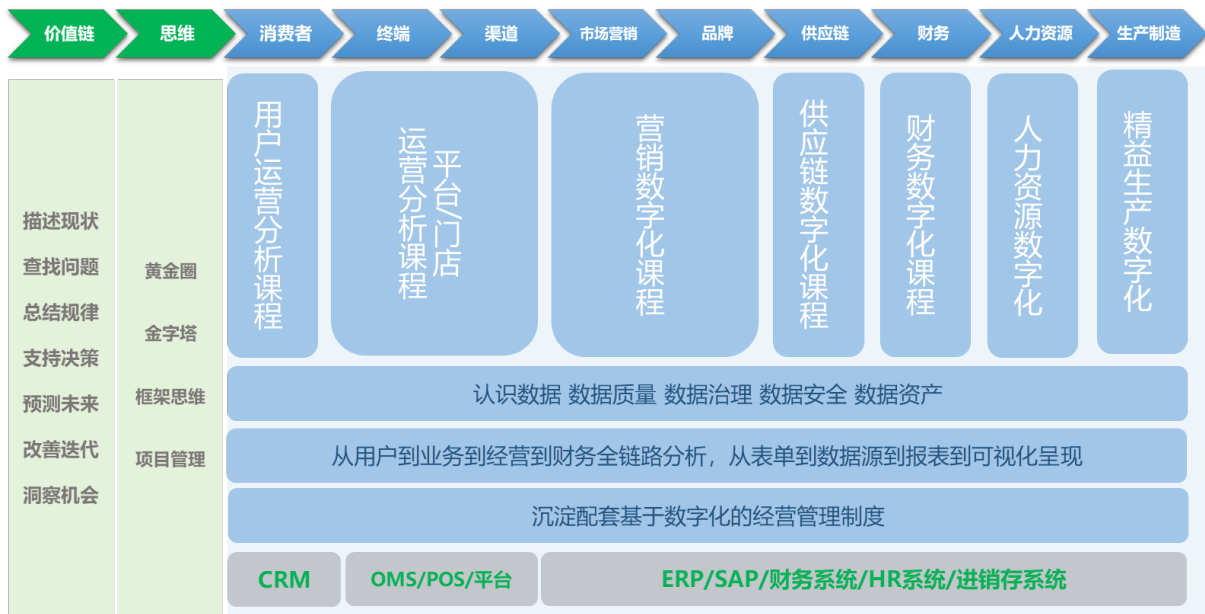 价值链
思维
消费者
终端
渠道
市场营销
品牌
供应链
财务
人力资源
生产制造
描述现状
查找问题
总结规律
支持决策
预测未来
改善迭代
洞察机会
黄金圈
金字塔
框架思维
项目管理
用户运营分析课程
平台/门店
运营分析课程
营销数字化课程
供应链数字化课程
财务数字化课程
人力资源数字化
精益生产数字化
认识数据 数据质量 数据治理 数据安全 数据资产
从用户到业务到经营到财务全链路分析，从表单到数据源到报表到可视化呈现
沉淀配套基于数字化的经营管理制度
CRM
OMS/POS/平台
ERP/SAP/财务系统/HR系统/进销存系统